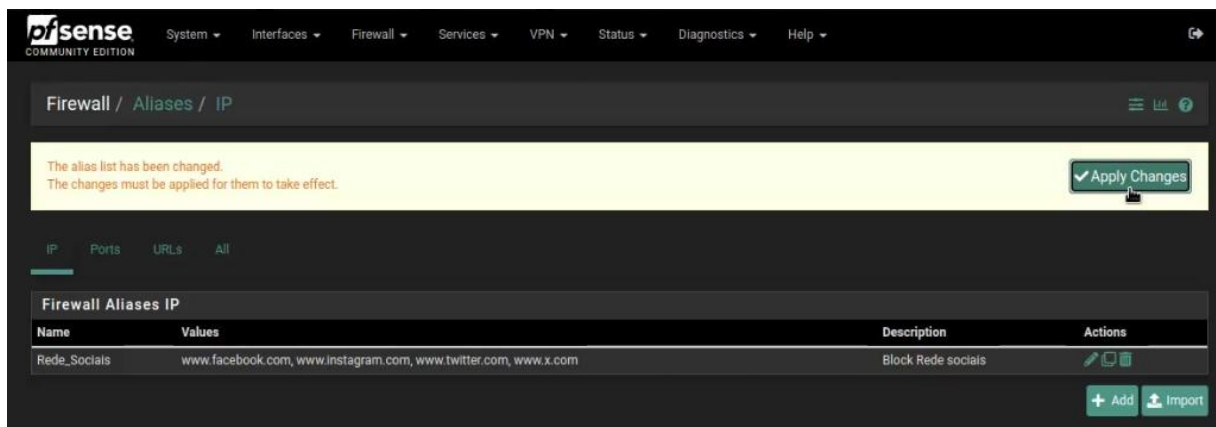 pfsense
COMMUNITY EDITION
System Interfaces Firewall Services VPN Status Diagnostics Help
Firewall / Aliases / IP
The alias list has been changed.
The changes must be applied for them to take effect.
Apply Changes
IP Ports URLs All
Firewall Aliases IP
Name Values Description Actions
Rede_Sociais www.facebook.com, www.instagram.com, www.twitter.com, www.x.com Block Rede sociais
+ Add Import